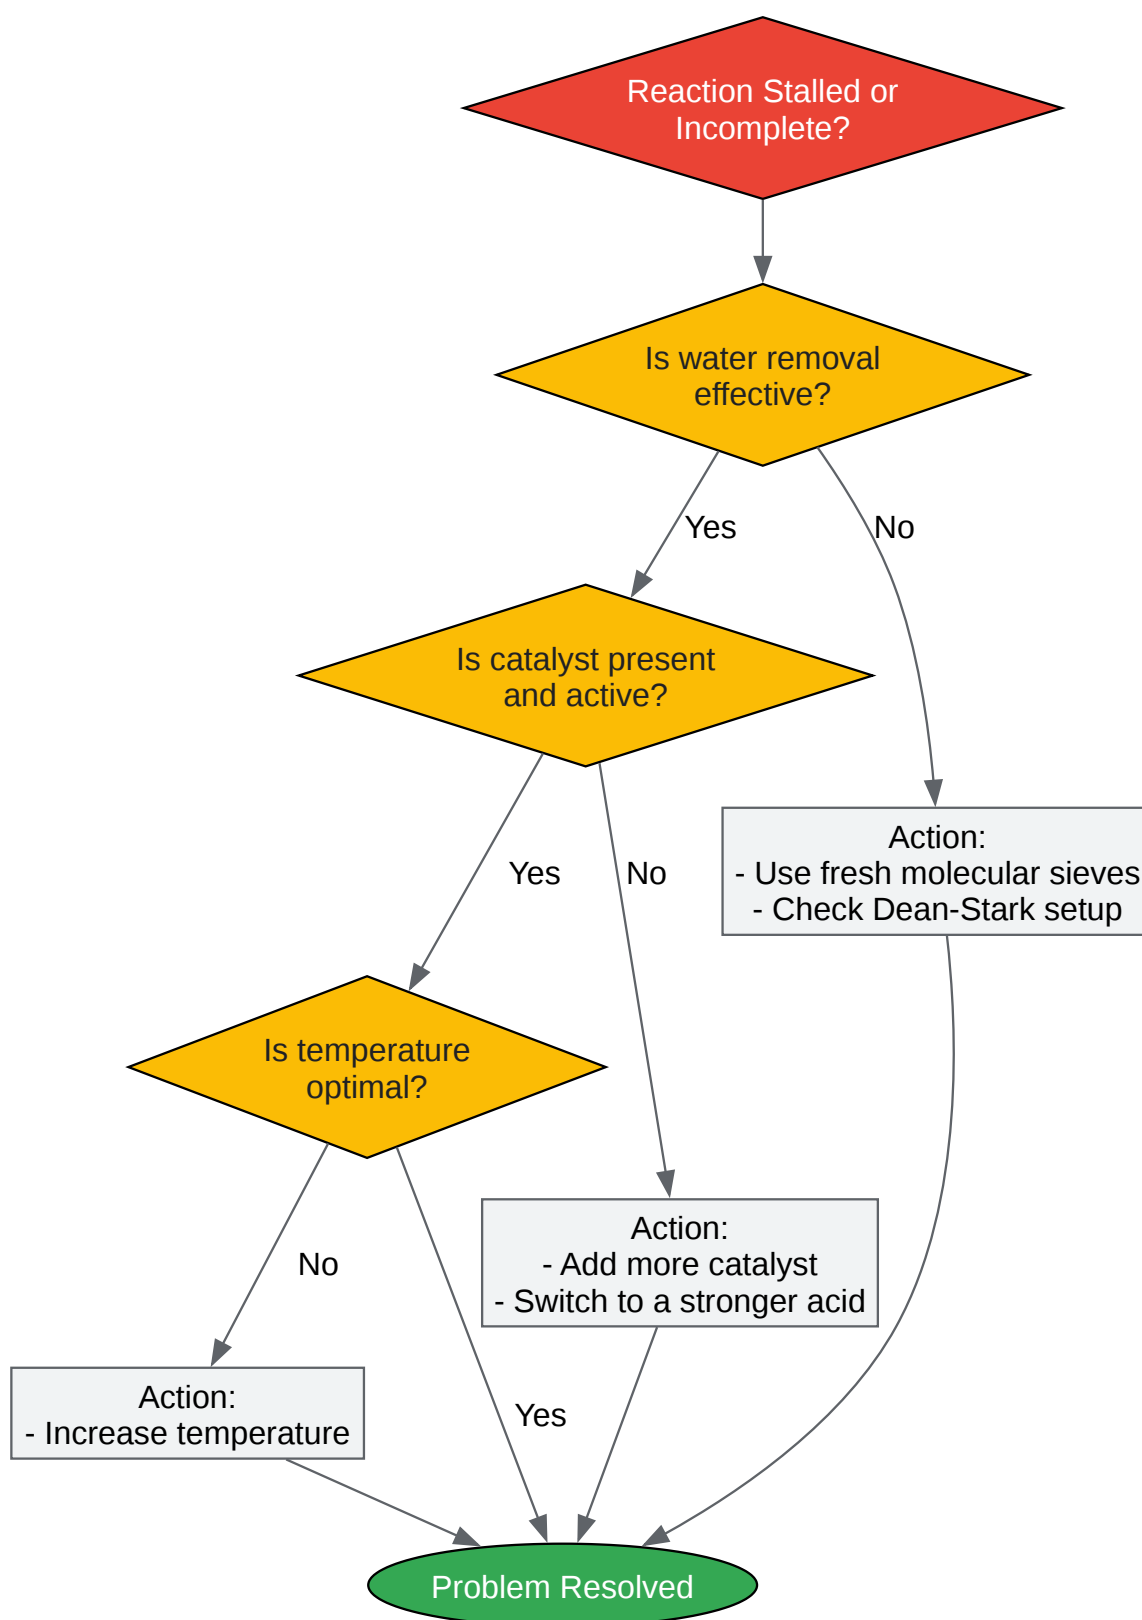 Reaction Stalled or
Incomplete?
Is water removal
effective?
Yes
No
Is catalyst present
and active?
Action:
- Use fresh molecular sieves
- Check Dean-Stark setup
Yes
No
Is temperature
optimal?
Action:
- Add more catalyst
- Switch to a stronger acid
No
Yes
Action:
- Increase temperature
Problem Resolved